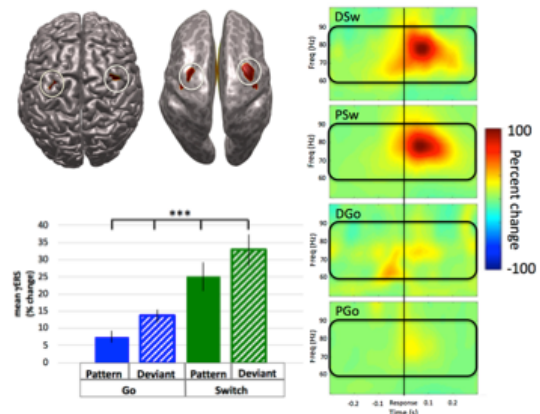 DSw
Freq (Hz)
90
80
70
60
PSw
Freq (Hz)
90
80
70
60
DGo
Freq (Hz)
90
80
70
60
PGo
Freq (Hz)
90
80
70
60
-0.2 -0.1 Response 0.1 0.2
Time (s)
100
Percent change
-100
***
mean γERS
(% change)
40
35
30
25
20
15
10
5
0
Pattern Deviant Pattern Deviant
Go Switch